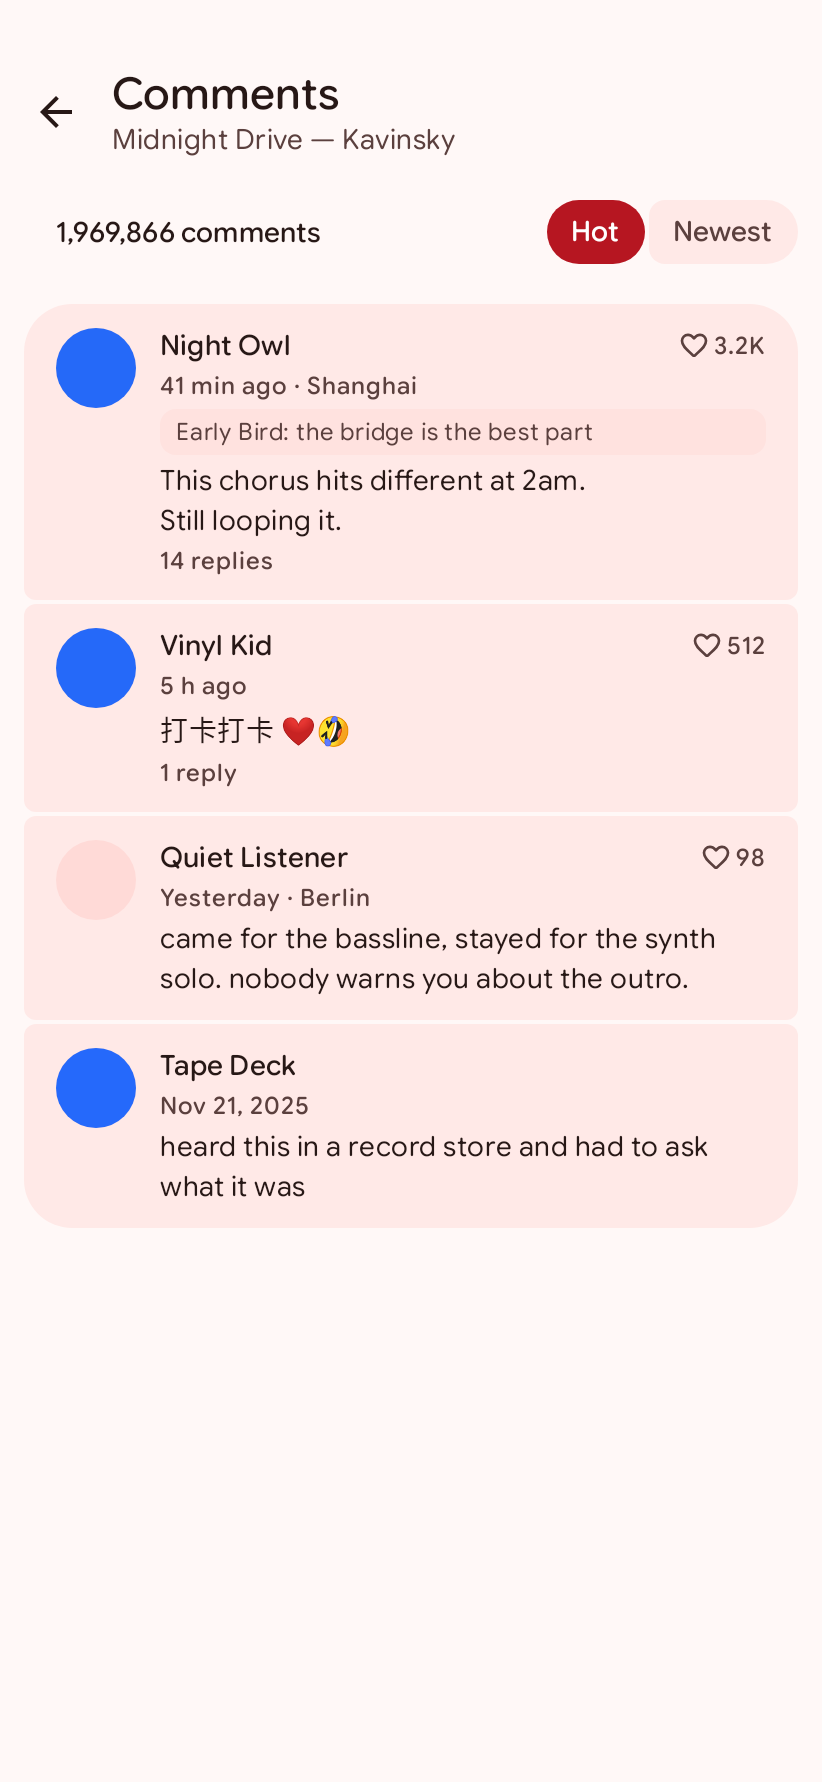 Comments
Midnight Drive — Kavinsky
1,969,866 comments
Hot
Newest
Night Owl
3.2K
41 min ago · Shanghai
Early Bird: the bridge is the best part
This chorus hits different at 2am.
Still looping it.
14 replies
Vinyl Kid
512
5 h ago
打卡打卡 ❤️🤣
1 reply
Quiet Listener
98
Yesterday · Berlin
came for the bassline, stayed for the synth
solo. nobody warns you about the outro.
Tape Deck
Nov 21, 2025
heard this in a record store and had to ask
what it was